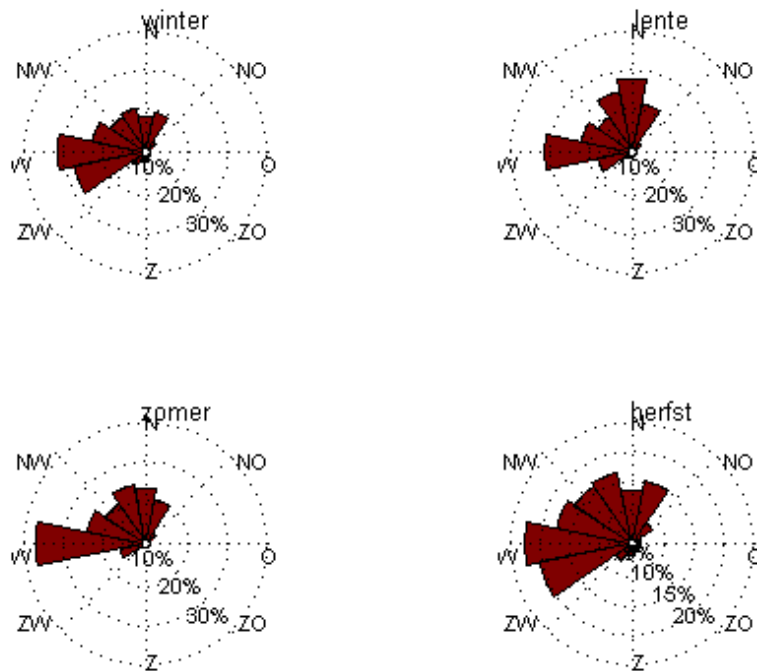 winter
N
NW
NO
W
O
10%
20%
30%
ZW
ZO
Z
lente
N
NW
NO
W
O
10%
20%
30%
ZW
ZO
Z
zomer
N
NW
NO
W
O
10%
20%
30%
ZW
ZO
Z
herfst
N
NW
NO
W
O
10%
15%
20%
ZW
ZO
Z